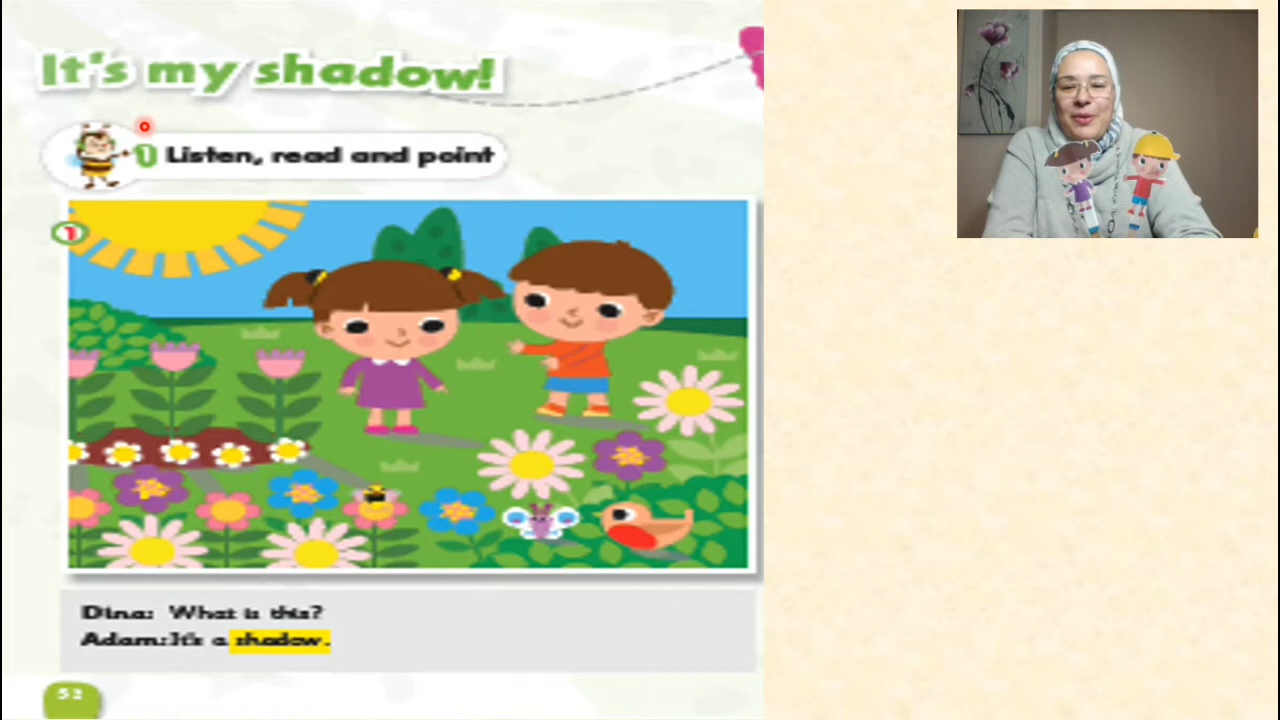 It's my shadow!
1 Listen, read and point
1
Dina: What is this?
Adam: It's a shadow.
52